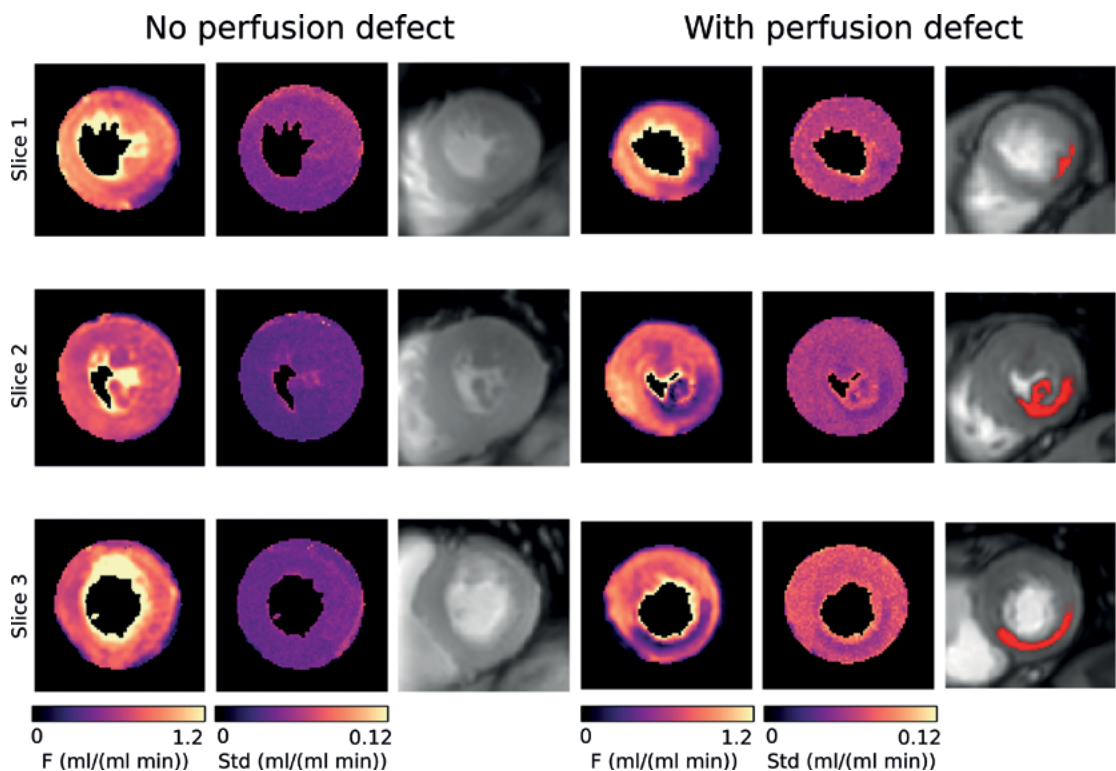 No perfusion defect
With perfusion defect
Slice 1
Slice 2
Slice 3
0 1.2
F (ml/(ml min))
0 0.12
Std (ml/(ml min))
0 1.2
F (ml/(ml min))
0 0.12
Std (ml/(ml min))